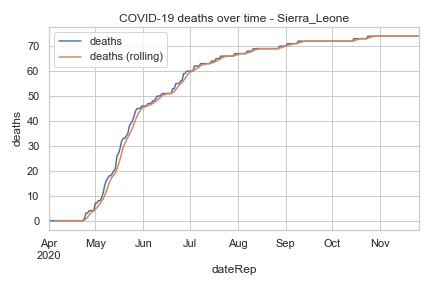 COVID-19 deaths over time - Sierra_Leone
deaths
deaths (rolling)
70
60
50
40
30
20
10
0
deaths
Apr May Jun Jul Aug Sep Oct Nov
2020
dateRep